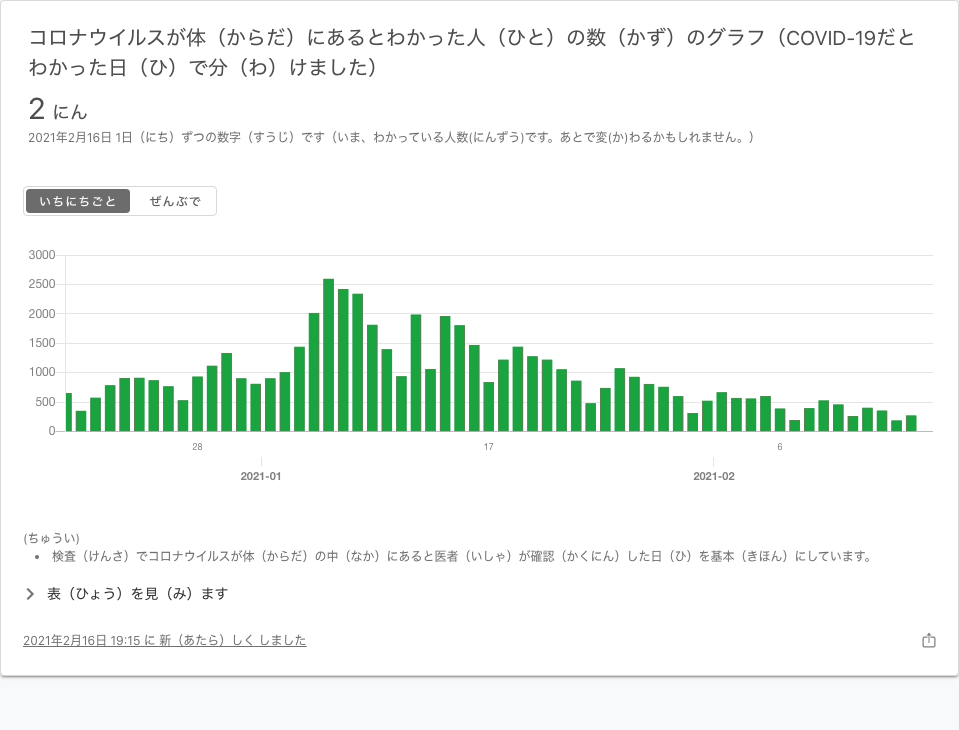 コロナウイルスが体（からだ）にあるとわかった人（ひと）の数（かず）のグラフ（COVID-19だと
わかった日（ひ）で分（わ）けました）
2 にん
2021年2月16日 1日（にち）ずつの数字（すうじ）です（いま、わかっている人数(にんずう)です。あとで変(か)わるかもしれません。）
いちにちごと ぜんぶで
3000
2500
2000
1500
1000
500
0
28 17 6
2021-01 2021-02
(ちゅうい)
• 検査（けんさ）でコロナウイルスが体（からだ）の中（なか）にあると医者（いしゃ）が確認（かくにん）した日（ひ）を基本（きほん）にしています。
表（ひょう）を見（み）ます
2021年2月16日 19:15 に 新（あたら）しく しました